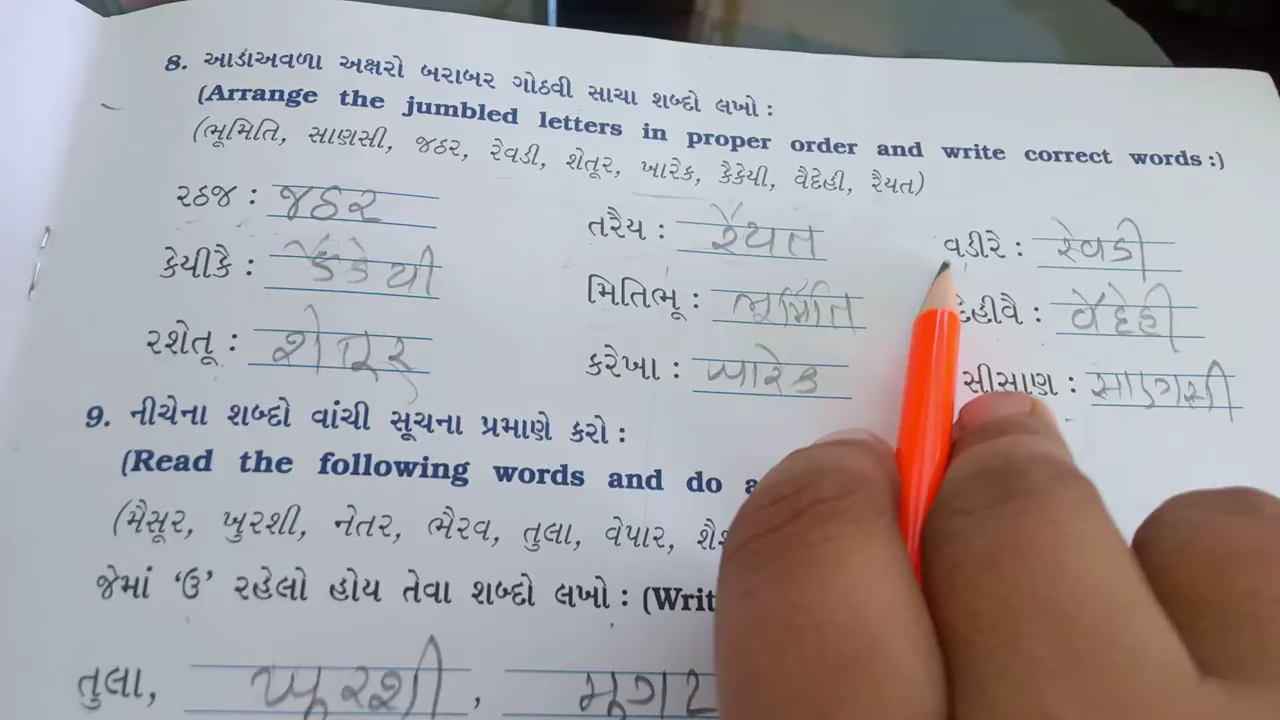 8. આડાઅવળા અક્ષરો બરાબર ગોઠવી સાચા શબ્દો લખો :
(Arrange the jumbled letters in proper order and write correct words:)
(ભૂમિતિ, સાણસી, જઠર, રેવડી, શેતૂર, ખારેક, કૈકેયી, વૈદેહી, રૈયત)
રઠજ : જઠર તરૈય : રૈયત વડીરે : રેવડી
કેયીકૈ : કૈકેયી મિતિભૂ : ભૂમિતિ દેહીવૈ : વૈદેહી
રશેતૂ : શેતૂર કરેખા : ખારેક સીસાણ : સાણસી
9. નીચેના શબ્દો વાંચી સૂચના પ્રમાણે કરો :
(Read the following words and do
(મૈસૂર, ખુરશી, નેતર, ભૈરવ, તુલા, વેપાર,
જેમાં ‘ઉ’ રહેલો હોય તેવા શબ્દો લખો : (Writ
તુલા, ખૂરશી,